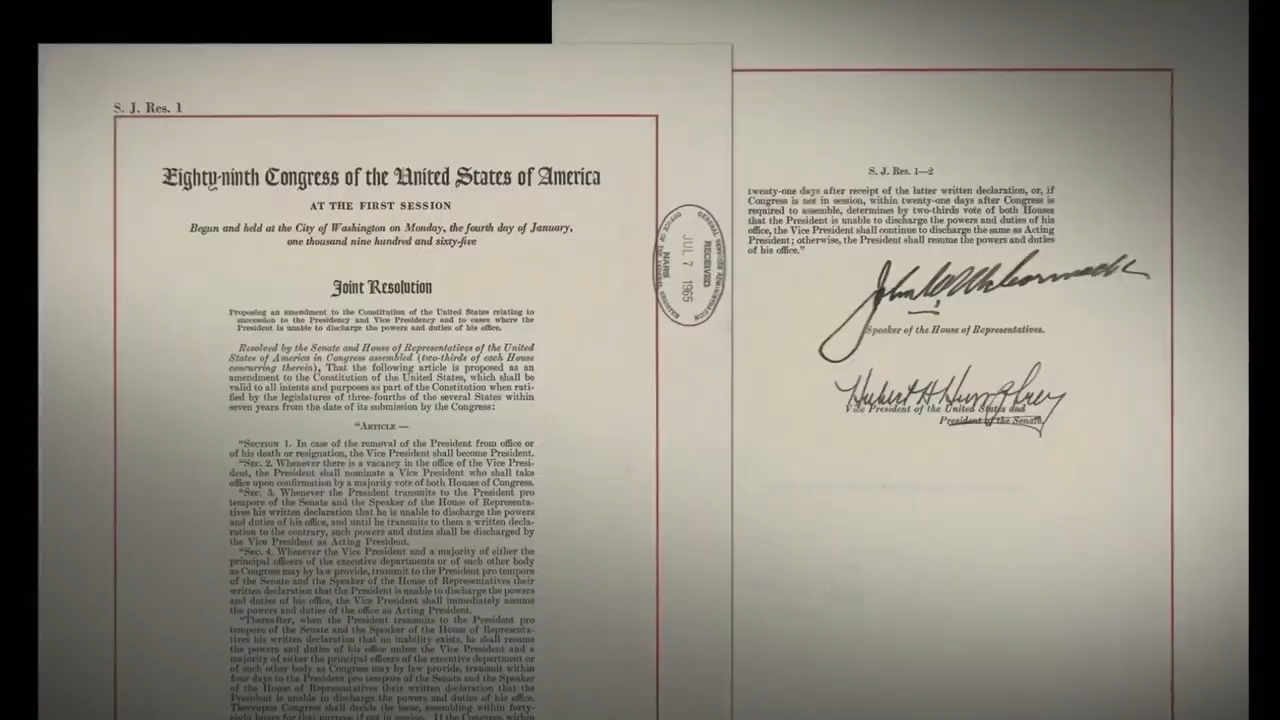 S. J. Res. 1
Eighty-ninth Congress of the United States of America
AT THE FIRST SESSION
Begun and held at the City of Washington on Monday, the fourth day of January,
one thousand nine hundred and sixty-five
Joint Resolution
Proposing an amendment to the Constitution of the United States relating to
succession to the Presidency and Vice Presidency and to cases where the
President is unable to discharge the powers and duties of his office.
Resolved by the Senate and House of Representatives of the United
States of America in Congress assembled (two-thirds of each House
concurring therein), That the following article is proposed as an
amendment to the Constitution of the United States, which shall be
valid to all intents and purposes as part of the Constitution when rati-
fied by the legislatures of three-fourths of the several States within
seven years from the date of its submission by the Congress:
"ARTICLE —
"SECTION 1. In case of the removal of the President from office or
of his death or resignation, the Vice President shall become President.
"SEC. 2. Whenever there is a vacancy in the office of the Vice Presi-
dent, the President shall nominate a Vice President who shall take
office upon confirmation by a majority vote of both Houses of Congress.
"SEC. 3. Whenever the President transmits to the President pro
tempore of the Senate and the Speaker of the House of Representa-
tives his written declaration that he is unable to discharge the powers
and duties of his office, and until he transmits to them a written decla-
ration to the contrary, such powers and duties shall be discharged by
the Vice President as Acting President.
"SEC. 4. Whenever the Vice President and a majority of either the
principal officers of the executive departments or of such other body
as Congress may by law provide, transmit to the President pro tempore
of the Senate and the Speaker of the House of Representatives their
written declaration that the President is unable to discharge the powers
and duties of his office, the Vice President shall immediately assume
the powers and duties of the office as Acting President.
"Thereafter, when the President transmits to the President pro
tempore of the Senate and the Speaker of the House of Representa-
tives his written declaration that no inability exists, he shall resume
the powers and duties of his office unless the Vice President and a
majority of either the principal officers of the executive department or
of such other body as Congress may by law provide, transmit within
four days to the President pro tempore of the Senate and the Speaker
of the House of Representatives their written declaration that the
President is unable to discharge the powers and duties of his office.
Thereupon Congress shall decide the issue, assembling within forty-
eight hours for that purpose if not in session. If the Congress, within
GENERAL SERVICES ADMINISTRATION
RECEIVED
JUL 7 1965
NARS
OFFICE OF THE FEDERAL REGISTER
S. J. Res. 1—2
twenty-one days after receipt of the latter written declaration, or, if
Congress is not in session, within twenty-one days after Congress is
required to assemble, determines by two-thirds vote of both Houses
that the President is unable to discharge the powers and duties of his
office, the Vice President shall continue to discharge the same as Acting
President; otherwise, the President shall resume the powers and duties
of his office."
John W McCormack
Speaker of the House of Representatives.
Hubert H Humphrey
Vice President of the United States and
President of the Senate.